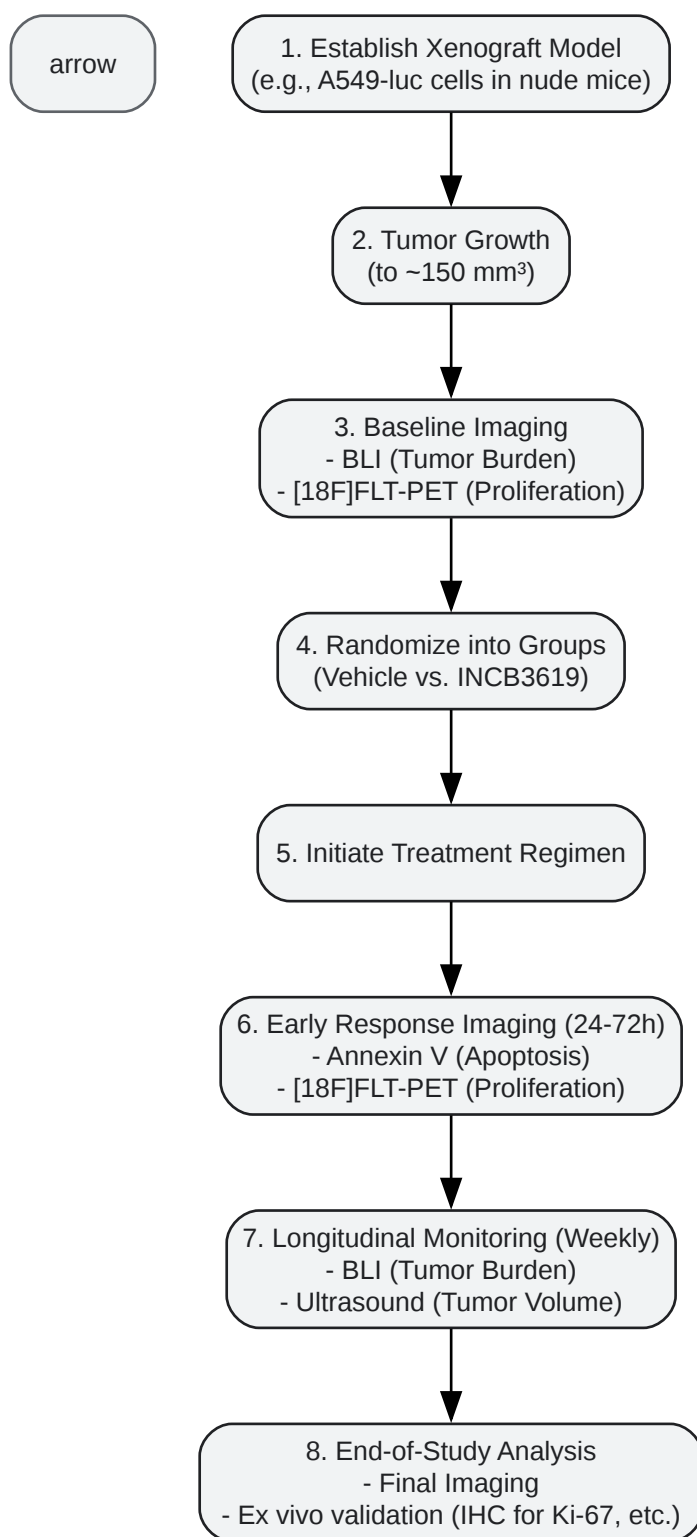 arrow
1. Establish Xenograft Model
(e.g., A549-luc cells in nude mice)
2. Tumor Growth
(to ~150 mm³)
3. Baseline Imaging
- BLI (Tumor Burden)
- [18F]FLT-PET (Proliferation)
4. Randomize into Groups
(Vehicle vs. INCB3619)
5. Initiate Treatment Regimen
6. Early Response Imaging (24-72h)
- Annexin V (Apoptosis)
- [18F]FLT-PET (Proliferation)
7. Longitudinal Monitoring (Weekly)
- BLI (Tumor Burden)
- Ultrasound (Tumor Volume)
8. End-of-Study Analysis
- Final Imaging
- Ex vivo validation (IHC for Ki-67, etc.)